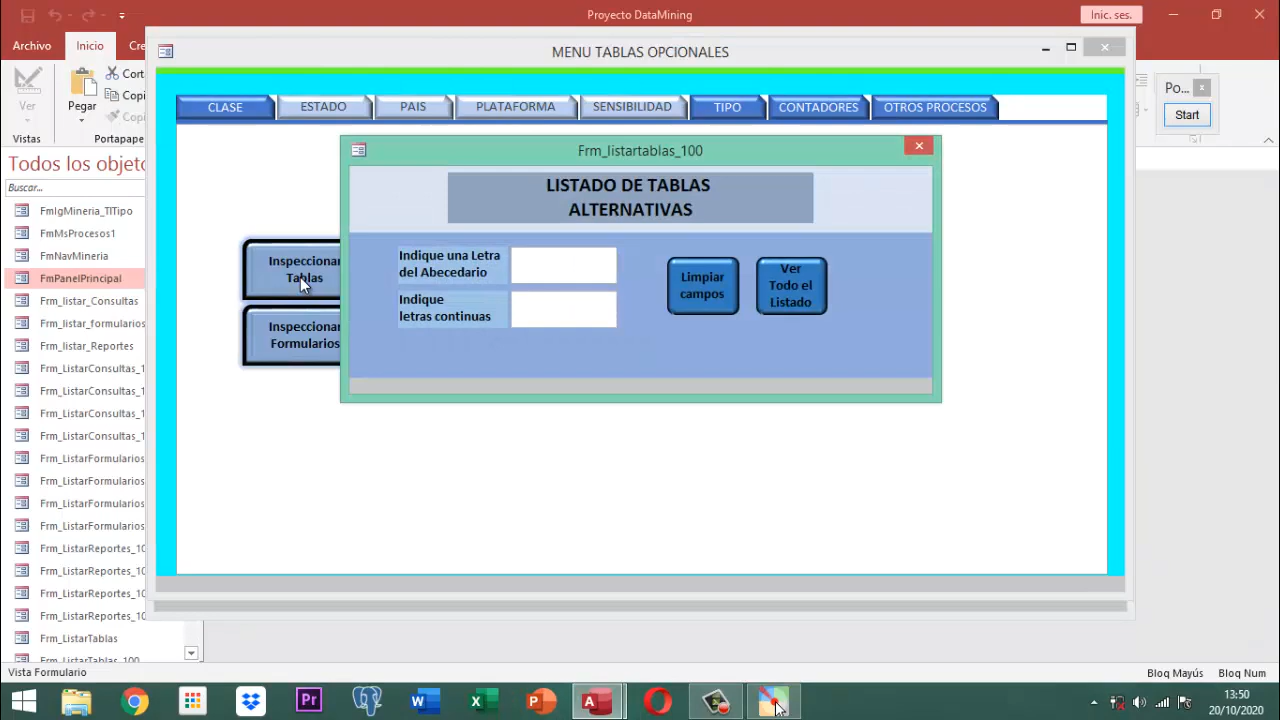 Proyecto DataMining
Inic. ses.
Archivo
Inicio
Cre
MENU TABLAS OPCIONALES
Ver
Pegar
Cort
Copi
Copi
Vistas
Portapape
Po...
Start
CLASE
ESTADO
PAIS
PLATAFORMA
SENSIBILIDAD
TIPO
CONTADORES
OTROS PROCESOS
Todos los objeto
Buscar...
FmIgMineria_TITipo
FmMsProcesos1
FmNavMineria
FmPanelPrincipal
Frm_listar_Consultas
Frm_listar_formularios
Frm_listar_Reportes
Frm_ListarConsultas_1
Frm_ListarConsultas_1
Frm_ListarConsultas_1
Frm_ListarConsultas_1
Frm_ListarFormularios
Frm_ListarFormularios
Frm_ListarFormularios
Frm_ListarFormularios
Frm_ListarReportes_10
Frm_ListarReportes_10
Frm_ListarReportes_10
Frm_ListarReportes_10
Frm_ListarTablas
Frm_ListarTablas_100
Inspeccionar
Tablas
Inspeccionar
Formularios
Frm_listartablas_100
LISTADO DE TABLAS
ALTERNATIVAS
Indique una Letra
del Abecedario
Indique
letras continuas
Limpiar
campos
Ver
Todo el
Listado
Vista Formulario
Bloq Mayús
Bloq Num
13:50
20/10/2020